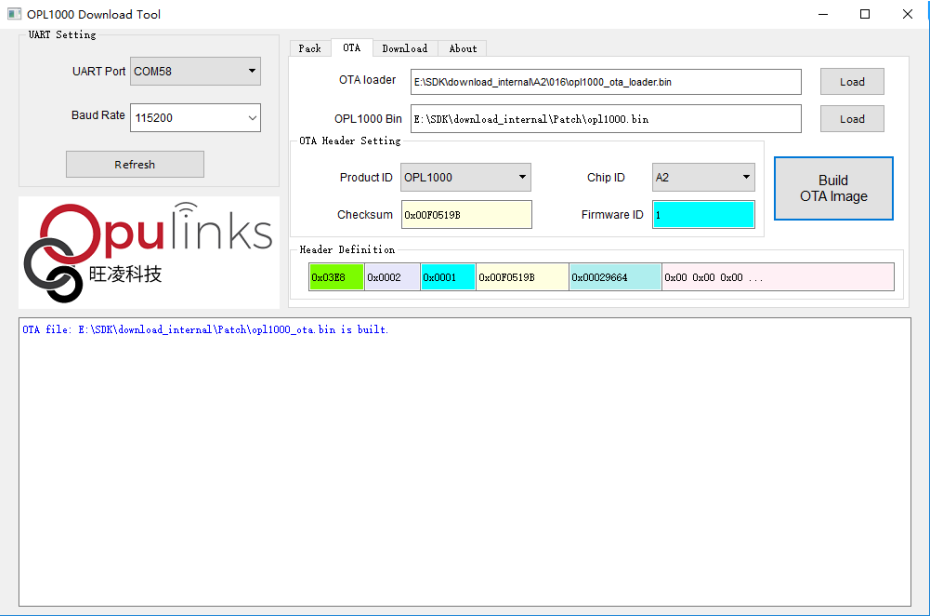 OPL1000 Download Tool
UART Setting
UART Port COM58
Baud Rate 115200
Refresh
Opulinks
旺凌科技
Pack OTA Download About
OTA loader E:\SDK\download_internal\A2\016\opl1000_ota_loader.bin Load
OPL1000 Bin E:\SDK\download_internal\Patch\opl1000.bin Load
OTA Header Setting
Product ID OPL1000 Chip ID A2
Checksum 0x00F0519B Firmware ID 1
Build
OTA Image
Header Definition
0x03E8 0x0002 0x0001 0x00F0519B 0x00029664 0x00 0x00 0x00 ...
OTA file: E:\SDK\download_internal\Patch\opl1000_ota.bin is built.